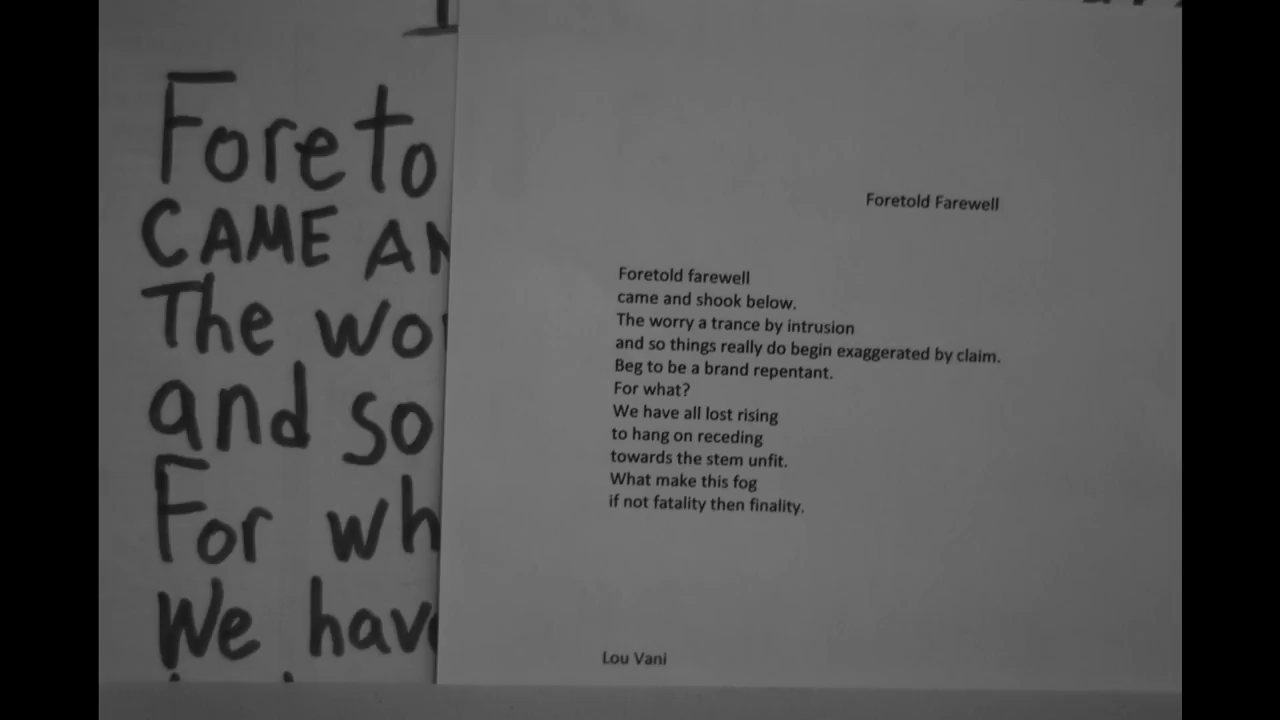 Foreto
CAME AN
The wo
and so
For wh
We have
Foretold Farewell
Foretold farewell
came and shook below.
The worry a trance by intrusion
and so things really do begin exaggerated by claim.
Beg to be a brand repentant.
For what?
We have all lost rising
to hang on receding
towards the stem unfit.
What make this fog
if not fatality then finality.
Lou Vani